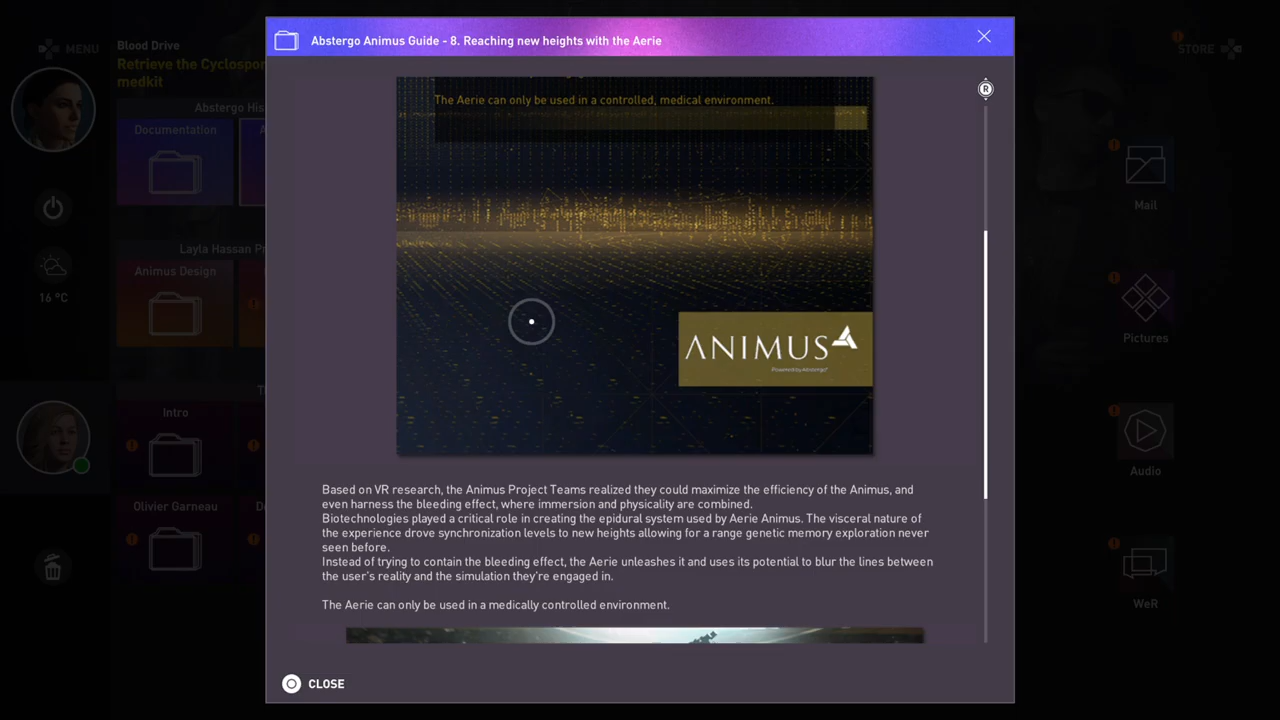 Abstergo Animus Guide - 8. Reaching new heights with the Aerie
MENU
Blood Drive
Retrieve the Cyclospor
medkit
STORE
Abstergo His
Documentation
A
16 °C
Layla Hassan Pr
Animus Design
Intro
Olivier Garneau
The Aerie can only be used in a controlled, medical environment.
R
ANIMUS
Powered by Abstergo
Based on VR research, the Animus Project Teams realized they could maximize the efficiency of the Animus, and
even harness the bleeding effect, where immersion and physicality are combined.
Biotechnologies played a critical role in creating the epidural system used by Aerie Animus. The visceral nature of
the experience drove synchronization levels to new heights allowing for a range genetic memory exploration never
seen before.
Instead of trying to contain the bleeding effect, the Aerie unleashes it and uses its potential to blur the lines between
the user's reality and the simulation they're engaged in.
The Aerie can only be used in a medically controlled environment.
Mail
Pictures
Audio
WeR
CLOSE